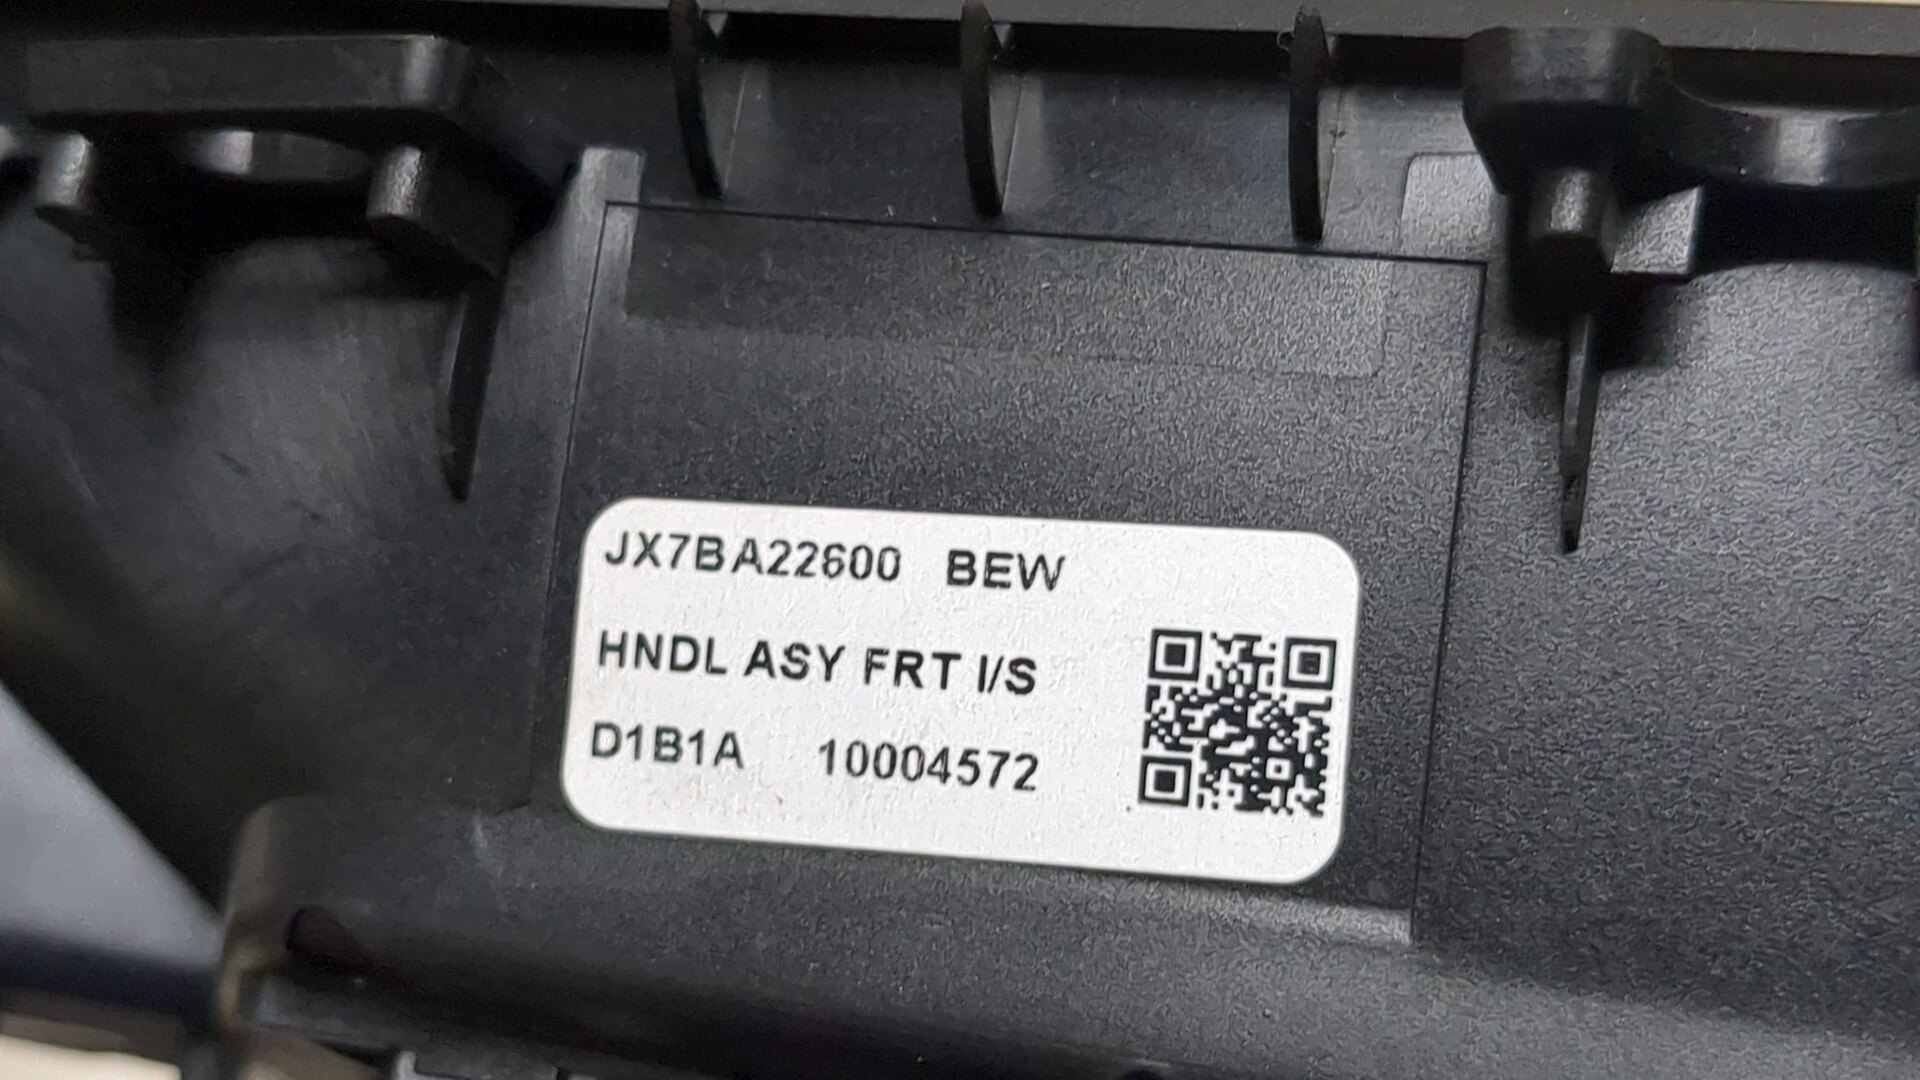 JX7BA22600 BEW
HNDL ASY FRT I/S
D1B1A 10004572